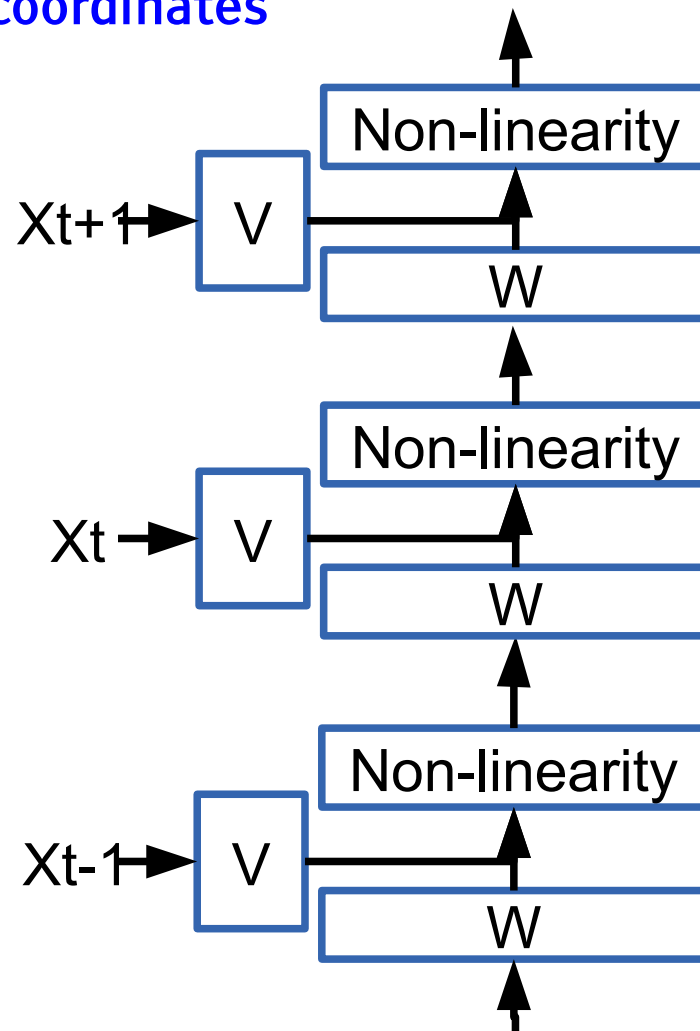 coordinates
Non-linearity
Xt+1
V
W
Non-linearity
Xt
V
W
Non-linearity
Xt-1
V
W